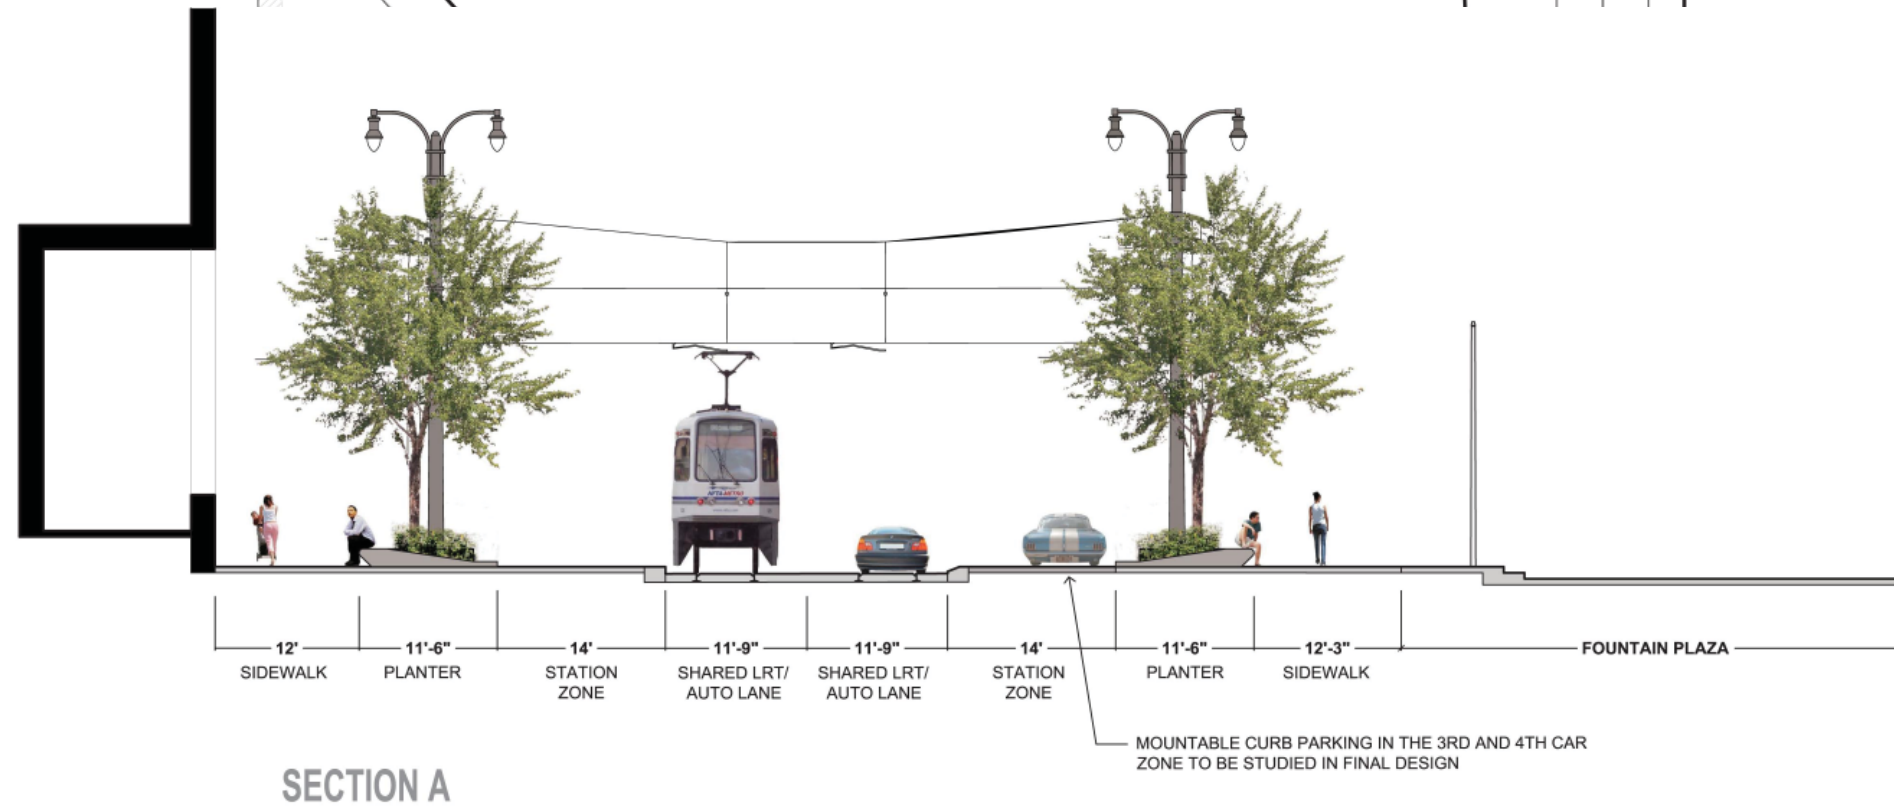 12'
11'-6"
14'
11'-9"
11'-9"
14'
11'-6"
12'-3"
FOUNTAIN PLAZA
SIDEWALK
PLANTER
STATION
ZONE
SHARED LRT/
AUTO LANE
SHARED LRT/
AUTO LANE
STATION
ZONE
PLANTER
SIDEWALK
MOUNTABLE CURB PARKING IN THE 3RD AND 4TH CAR
ZONE TO BE STUDIED IN FINAL DESIGN
SECTION A